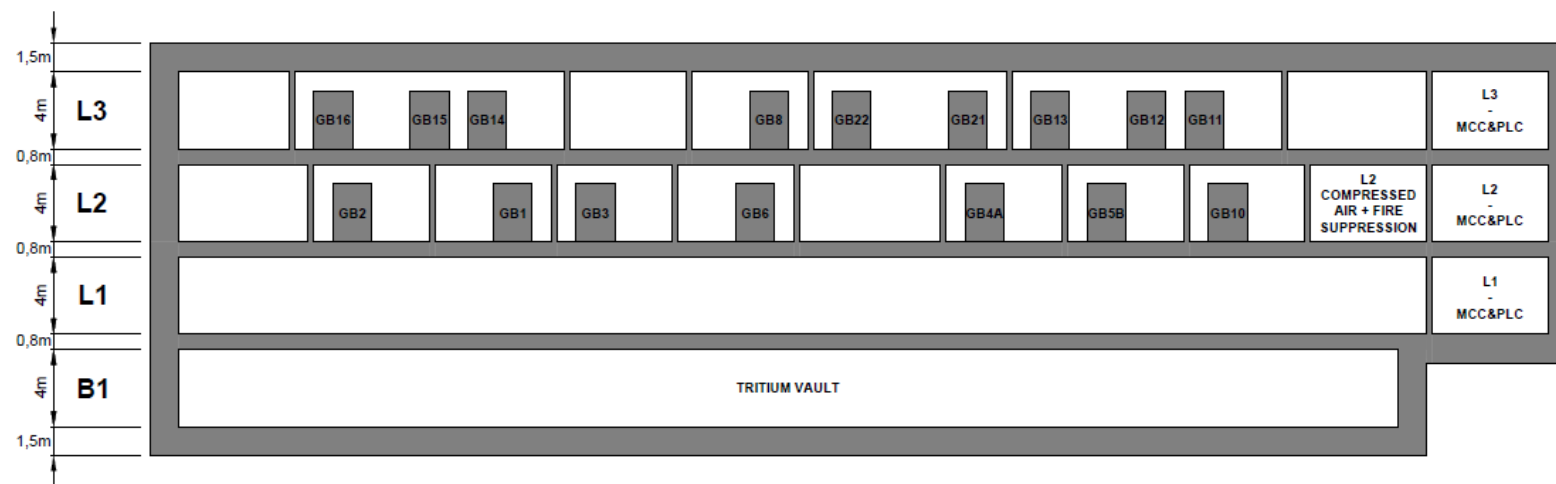 1,5m
4m
L3
GB16
GB15
GB14
GB8
GB22
GB21
GB13
GB12
GB11
L3
-
MCC&PLC
0,8m
4m
L2
GB2
GB1
GB3
GB6
GB4A
GB5B
GB10
L2
COMPRESSED
AIR + FIRE
SUPPRESSION
L2
-
MCC&PLC
0,8m
4m
L1
L1
-
MCC&PLC
0,8m
4m
B1
TRITIUM VAULT
1,5m